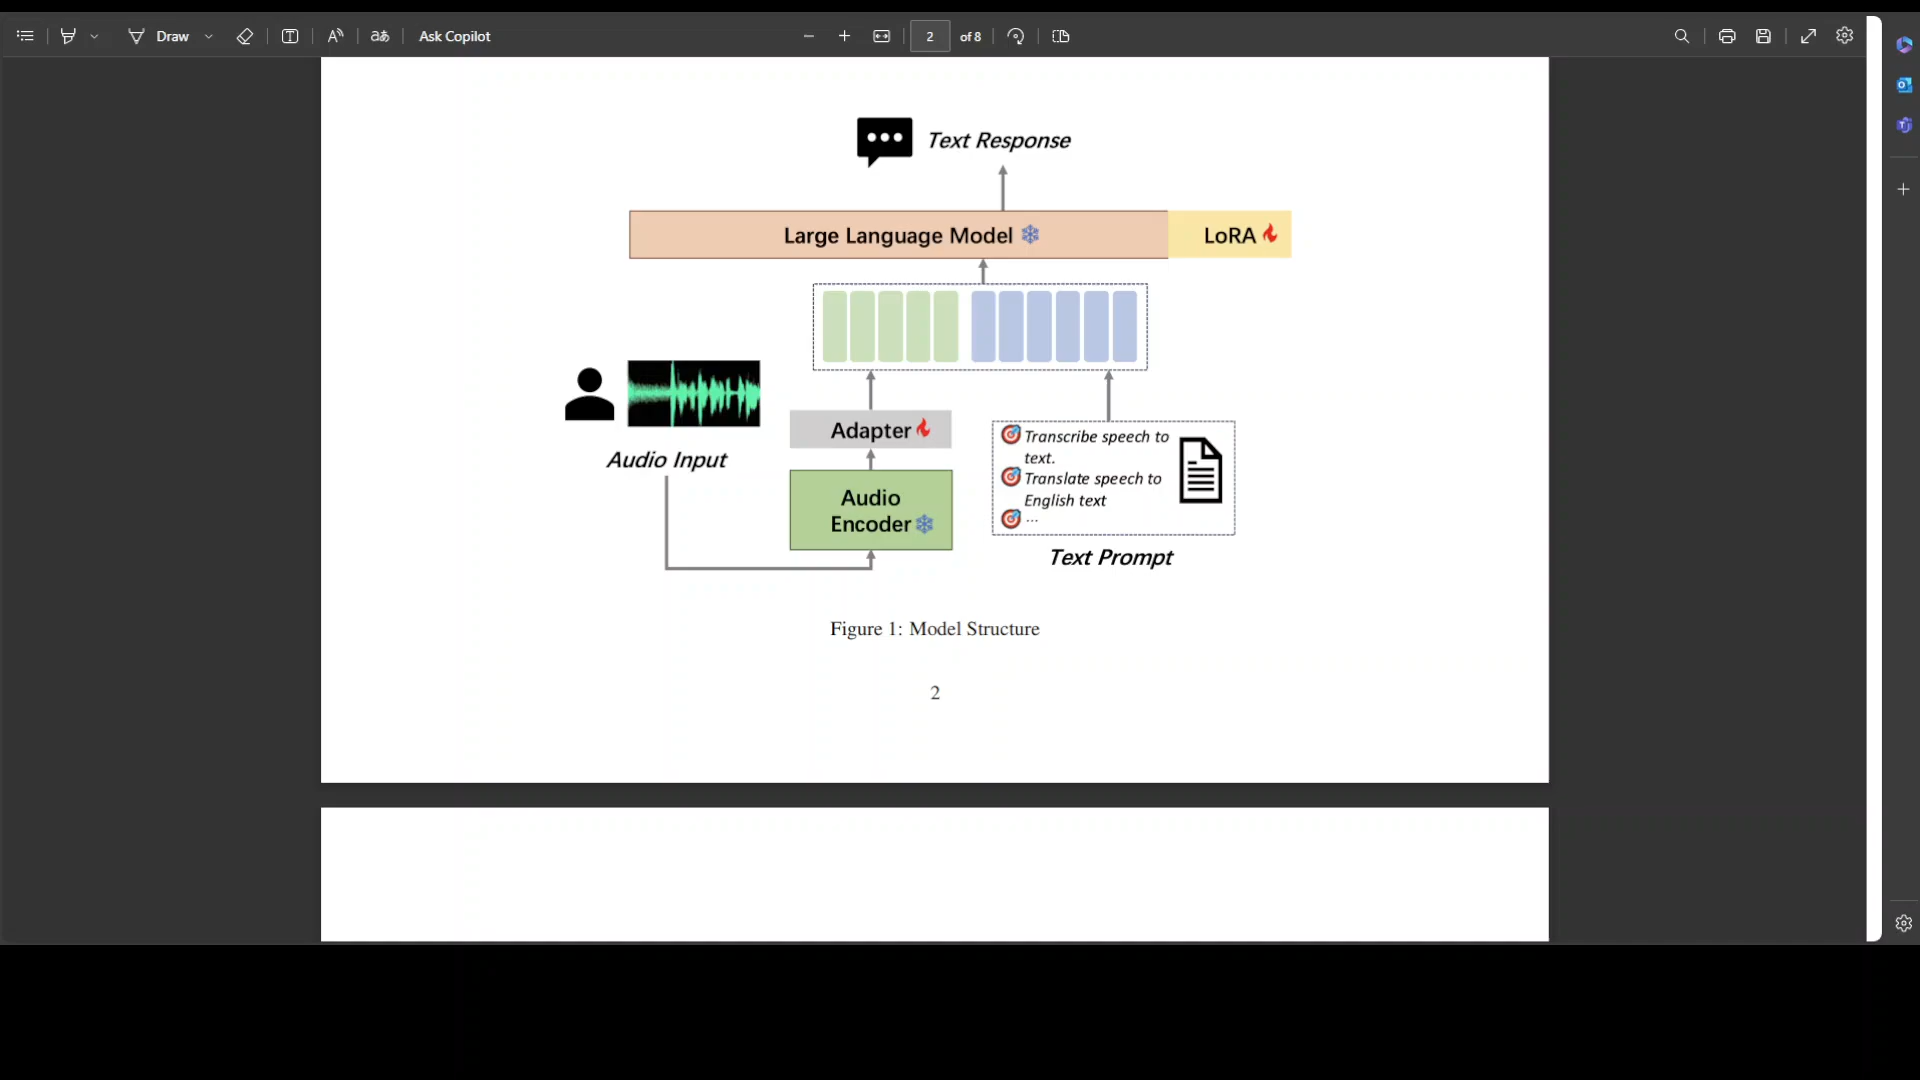 Draw
Ask Copilot
2
of 8
Text Response
Large Language Model
LoRA
Adapter
Audio Input
Audio
Encoder
Transcribe speech to
text.
Translate speech to
English text
...
Text Prompt
Figure 1: Model Structure
2